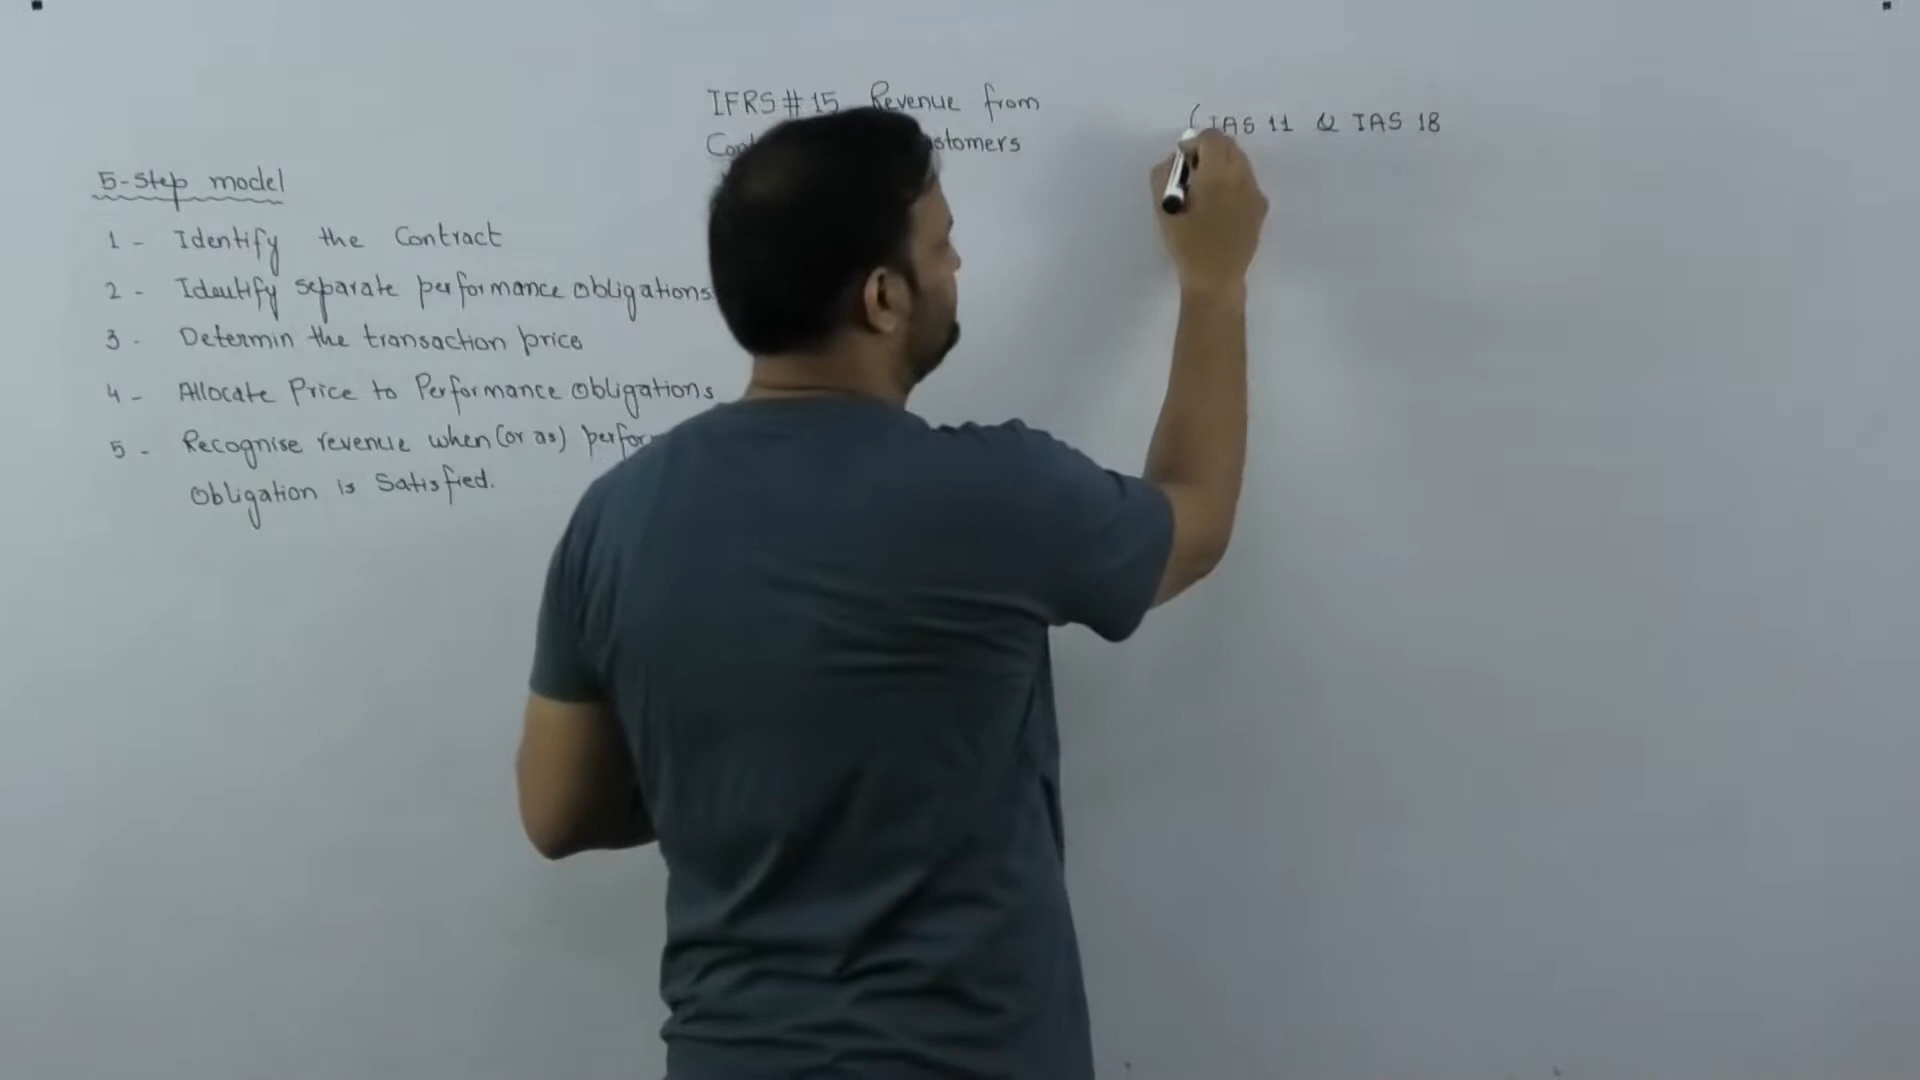 IFRS # 15 Revenue from
stomers
(IAS 11 & IAS 18
5-Step model
1 - Identify the Contract
2 - Identify separate performance obligations
3 - Determin the transaction price
4 - Allocate Price to Performance obligations
5 - Recognise revenue when (or as) perfor
obligation is Satisfied.